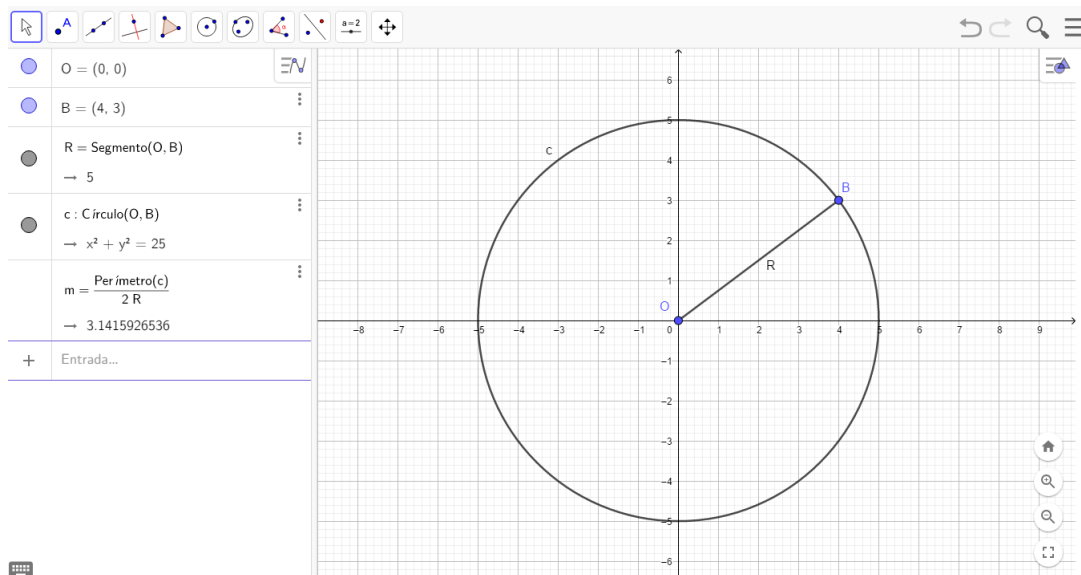 A
a=2
O = (0, 0)
B = (4, 3)
R = Segmento(O, B)
→ 5
c : Círculo(O, B)
→ x² + y² = 25
m = Perímetro(c)
2 R
→ 3.1415926536
+ Entrada...
6
5
c
4
B
3
2
R
1
O
−8 −7 −6 −5 −4 −3 −2 −1 0 1 2 3 4 5 6 7 8 9
−1
−2
−3
−4
−5
−6